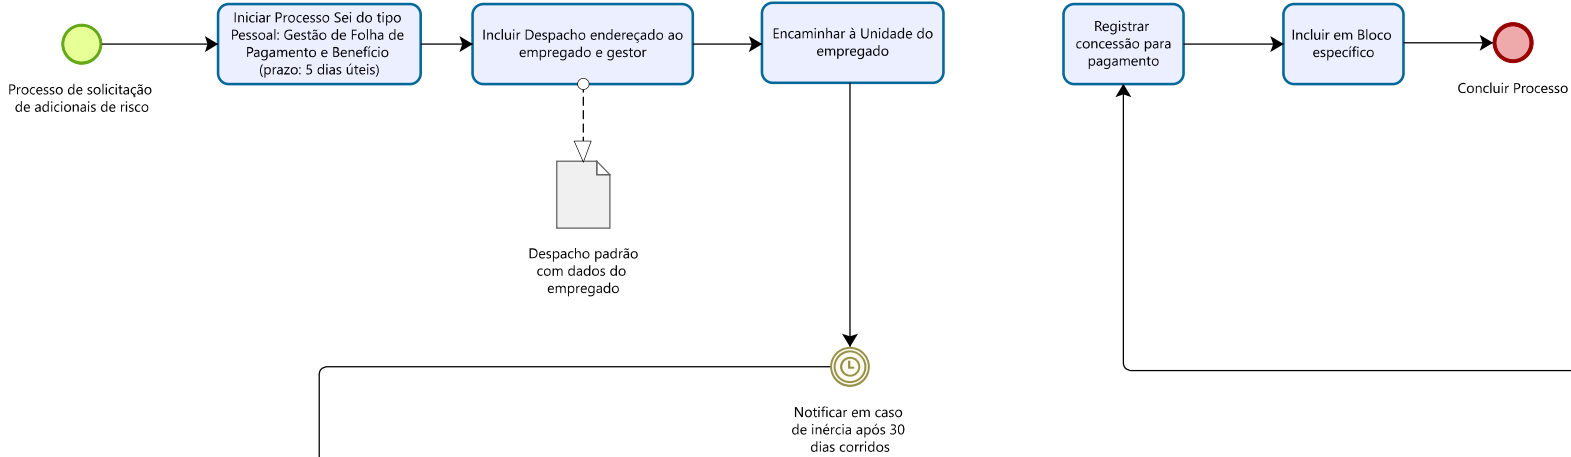 Iniciar Processo Sei do tipo
Pessoal: Gestão de Folha de
Pagamento e Benefício
(prazo: 5 dias úteis)
Incluir Despacho endereçado ao
empregado e gestor
Encaminhar à Unidade do
empregado
Registrar
concessão para
pagamento
Incluir em Bloco
específico
Processo de solicitação
de adicionais de risco
Concluir Processo
Despacho padrão
com dados do
empregado
Notificar em caso
de inércia após 30
dias corridos